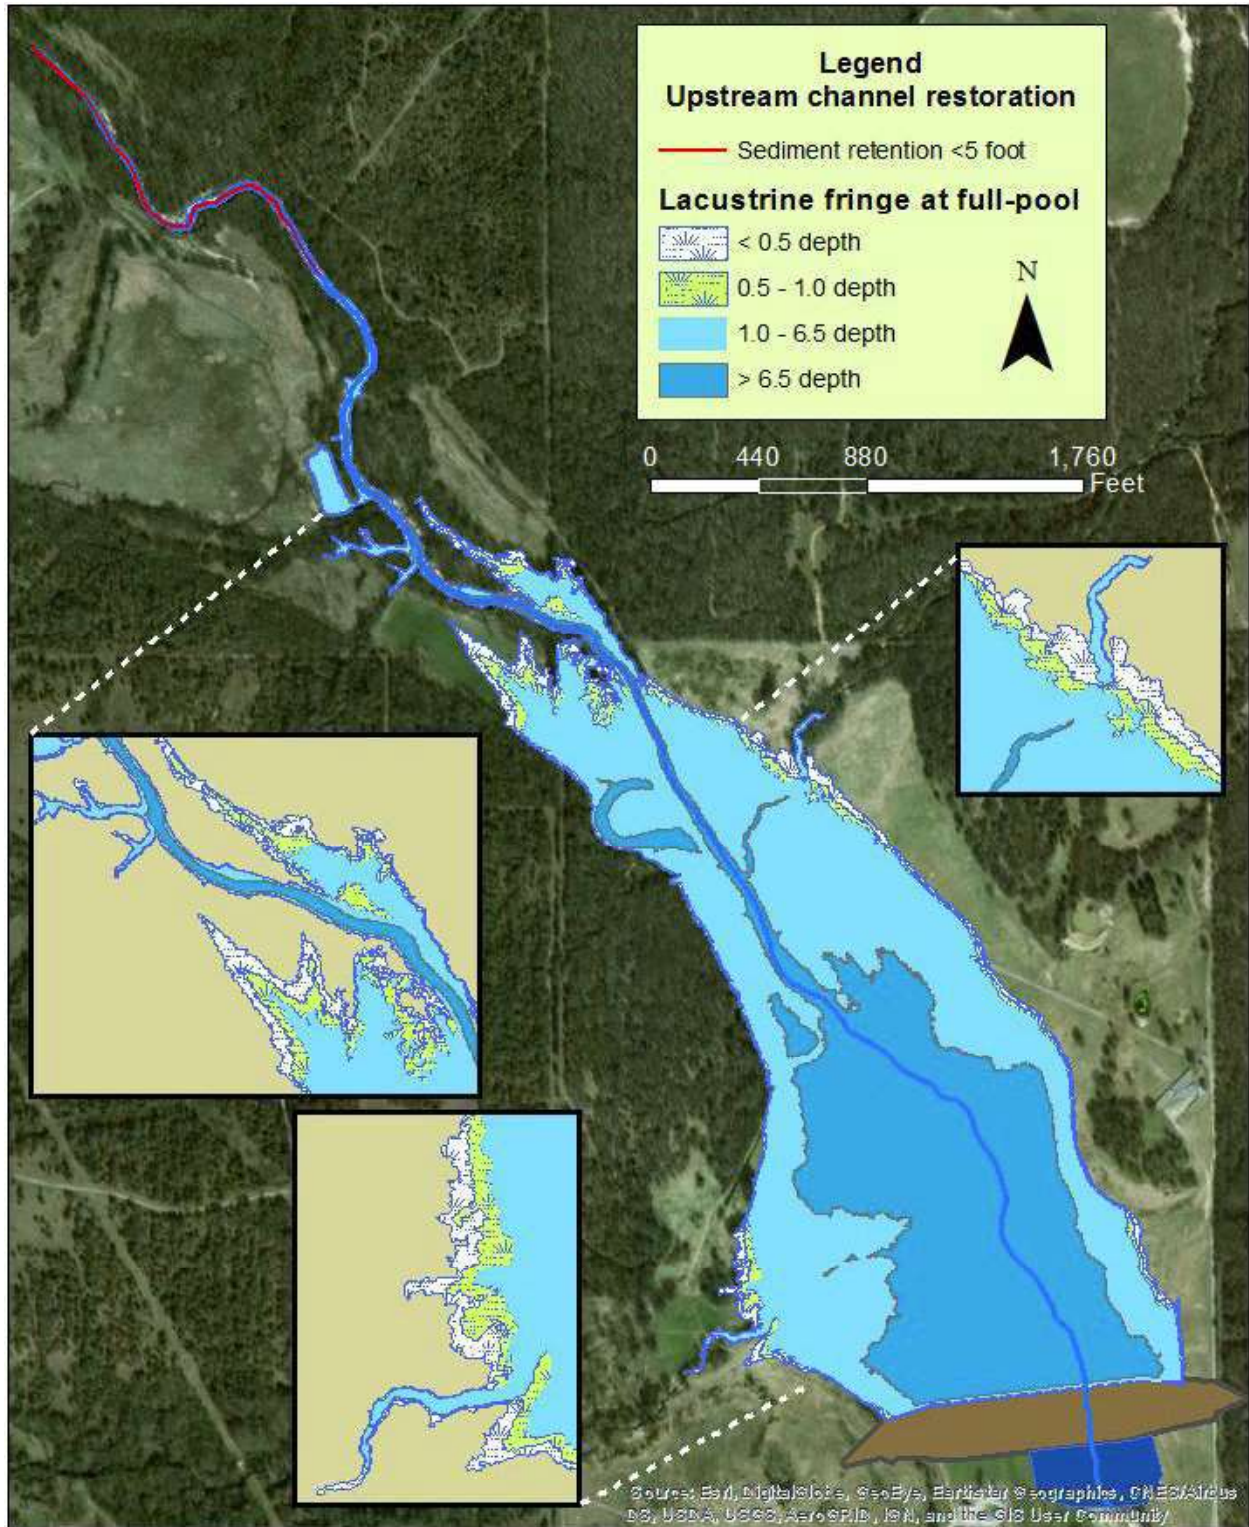 Legend
Upstream channel restoration
Sediment retention <5 foot
Lacustrine fringe at full-pool
< 0.5 depth
0.5 - 1.0 depth
1.0 - 6.5 depth
> 6.5 depth
N
0 440 880 1,760
Feet
Source: Esri, DigitalGlobe, GeoEye, Earthstar Geographics, CNES/Airbus
DS, USDA, USGS, AeroGRID, IGN, and the GIS User Community